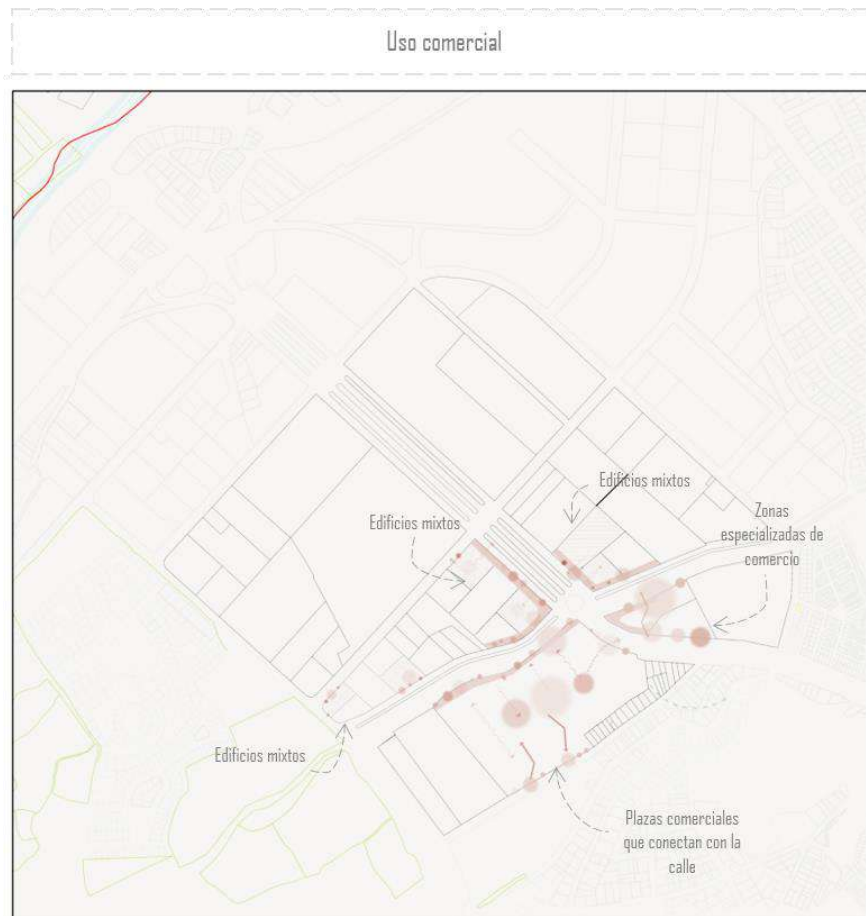 Uso comercial
Edificios mixtos
Edificios mixtos
Zonas
especializadas de
comercio
Edificios mixtos
Plazas comerciales
que conectan con la
calle